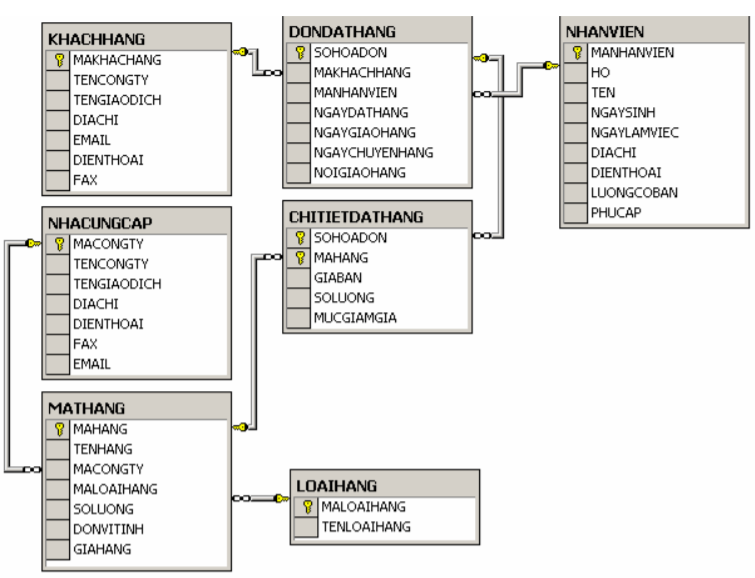 KHACHHANG
MAKHACHANG
TENCONGTY
TENGIAODICH
DIACHI
EMAIL
DIENTHOAI
FAX
DONDATHANG
SOHOADON
MAKHACHHANG
MANHANVIEN
NGAYDATHANG
NGAYGIAOHANG
NGAYCHUYENHANG
NOIGIAOHANG
NHANVIEN
MANHANVIEN
HO
TEN
NGAYSINH
NGAYLAMVIEC
DIACHI
DIENTHOAI
LUONGCOBAN
PHUCAP
NHACUNGCAP
MACONGTY
TENCONGTY
TENGIAODICH
DIACHI
DIENTHOAI
FAX
EMAIL
CHITIETDATHANG
SOHOADON
MAHANG
GIABAN
SOLUONG
MUCGIAMGIA
MATHANG
MAHANG
TENHANG
MACONGTY
MALOAIHANG
SOLUONG
DONVITINH
GIAHANG
LOAIHANG
MALOAIHANG
TENLOAIHANG